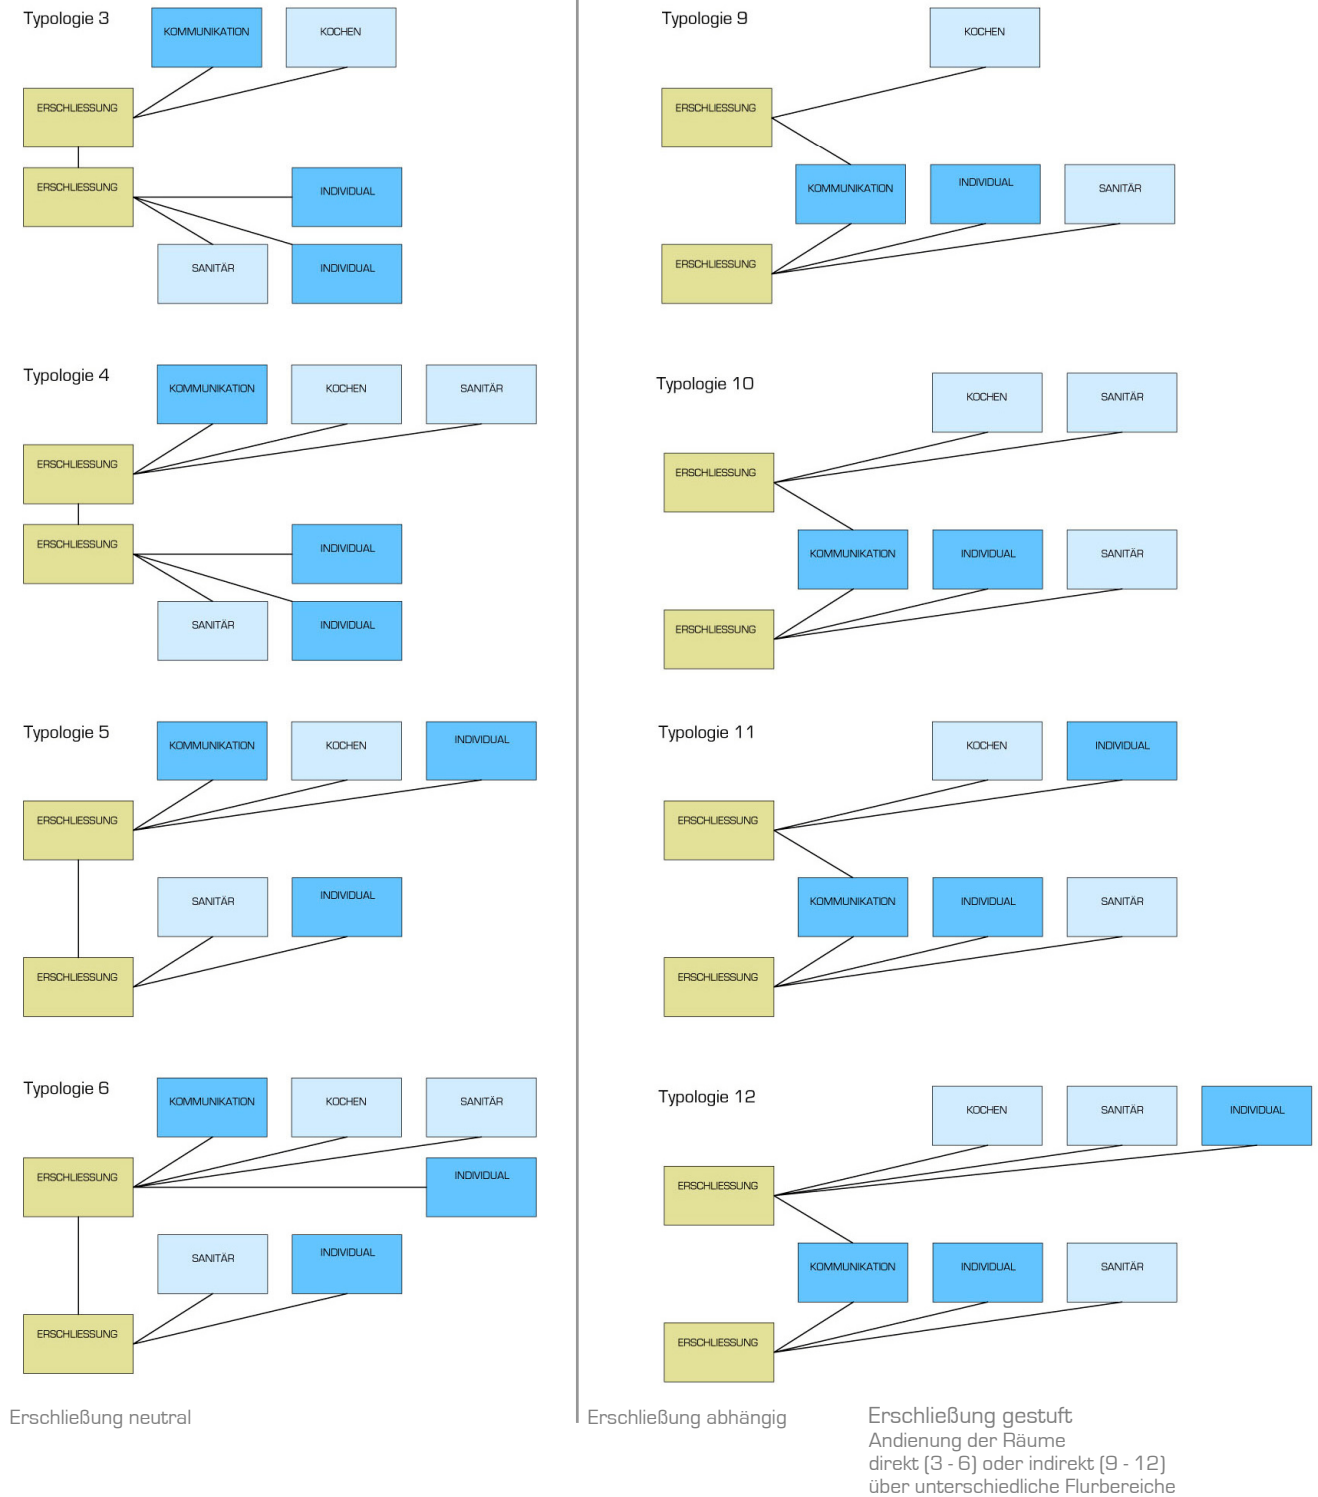 Typologie 3
KOMMUNIKATION
KOCHEN
ERSCHLIESSUNG
ERSCHLIESSUNG
INDIVIDUAL
SANITÄR
INDIVIDUAL
Typologie 4
KOMMUNIKATION
KOCHEN
SANITÄR
ERSCHLIESSUNG
ERSCHLIESSUNG
INDIVIDUAL
SANITÄR
INDIVIDUAL
Typologie 5
KOMMUNIKATION
KOCHEN
INDIVIDUAL
ERSCHLIESSUNG
SANITÄR
INDIVIDUAL
ERSCHLIESSUNG
Typologie 6
KOMMUNIKATION
KOCHEN
SANITÄR
ERSCHLIESSUNG
INDIVIDUAL
SANITÄR
INDIVIDUAL
ERSCHLIESSUNG
Erschließung neutral
Typologie 9
KOCHEN
ERSCHLIESSUNG
KOMMUNIKATION
INDIVIDUAL
SANITÄR
ERSCHLIESSUNG
Typologie 10
KOCHEN
SANITÄR
ERSCHLIESSUNG
KOMMUNIKATION
INDIVIDUAL
SANITÄR
ERSCHLIESSUNG
Typologie 11
KOCHEN
INDIVIDUAL
ERSCHLIESSUNG
KOMMUNIKATION
INDIVIDUAL
SANITÄR
ERSCHLIESSUNG
Typologie 12
KOCHEN
SANITÄR
INDIVIDUAL
ERSCHLIESSUNG
KOMMUNIKATION
INDIVIDUAL
SANITÄR
ERSCHLIESSUNG
Erschließung abhängig
Erschließung gestuft
Andienung der Räume
direkt (3 - 6) oder indirekt (9 - 12)
über unterschiedliche Flurbereiche